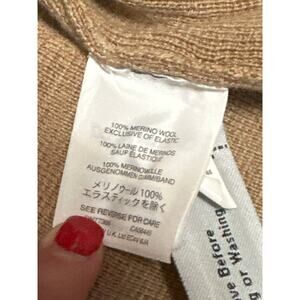 100% MERINO WOOL
EXCLUSIVE OF ELASTIC
100% LAINE DE MERINOS
SAUF ELASTIQUE
100% MERINOWOLLE
AUSGENOMMEN GUMMIBAND
メリノウール 100%
エラスティックを除く
SEE REVERSE FOR CARE
Before
or Washing